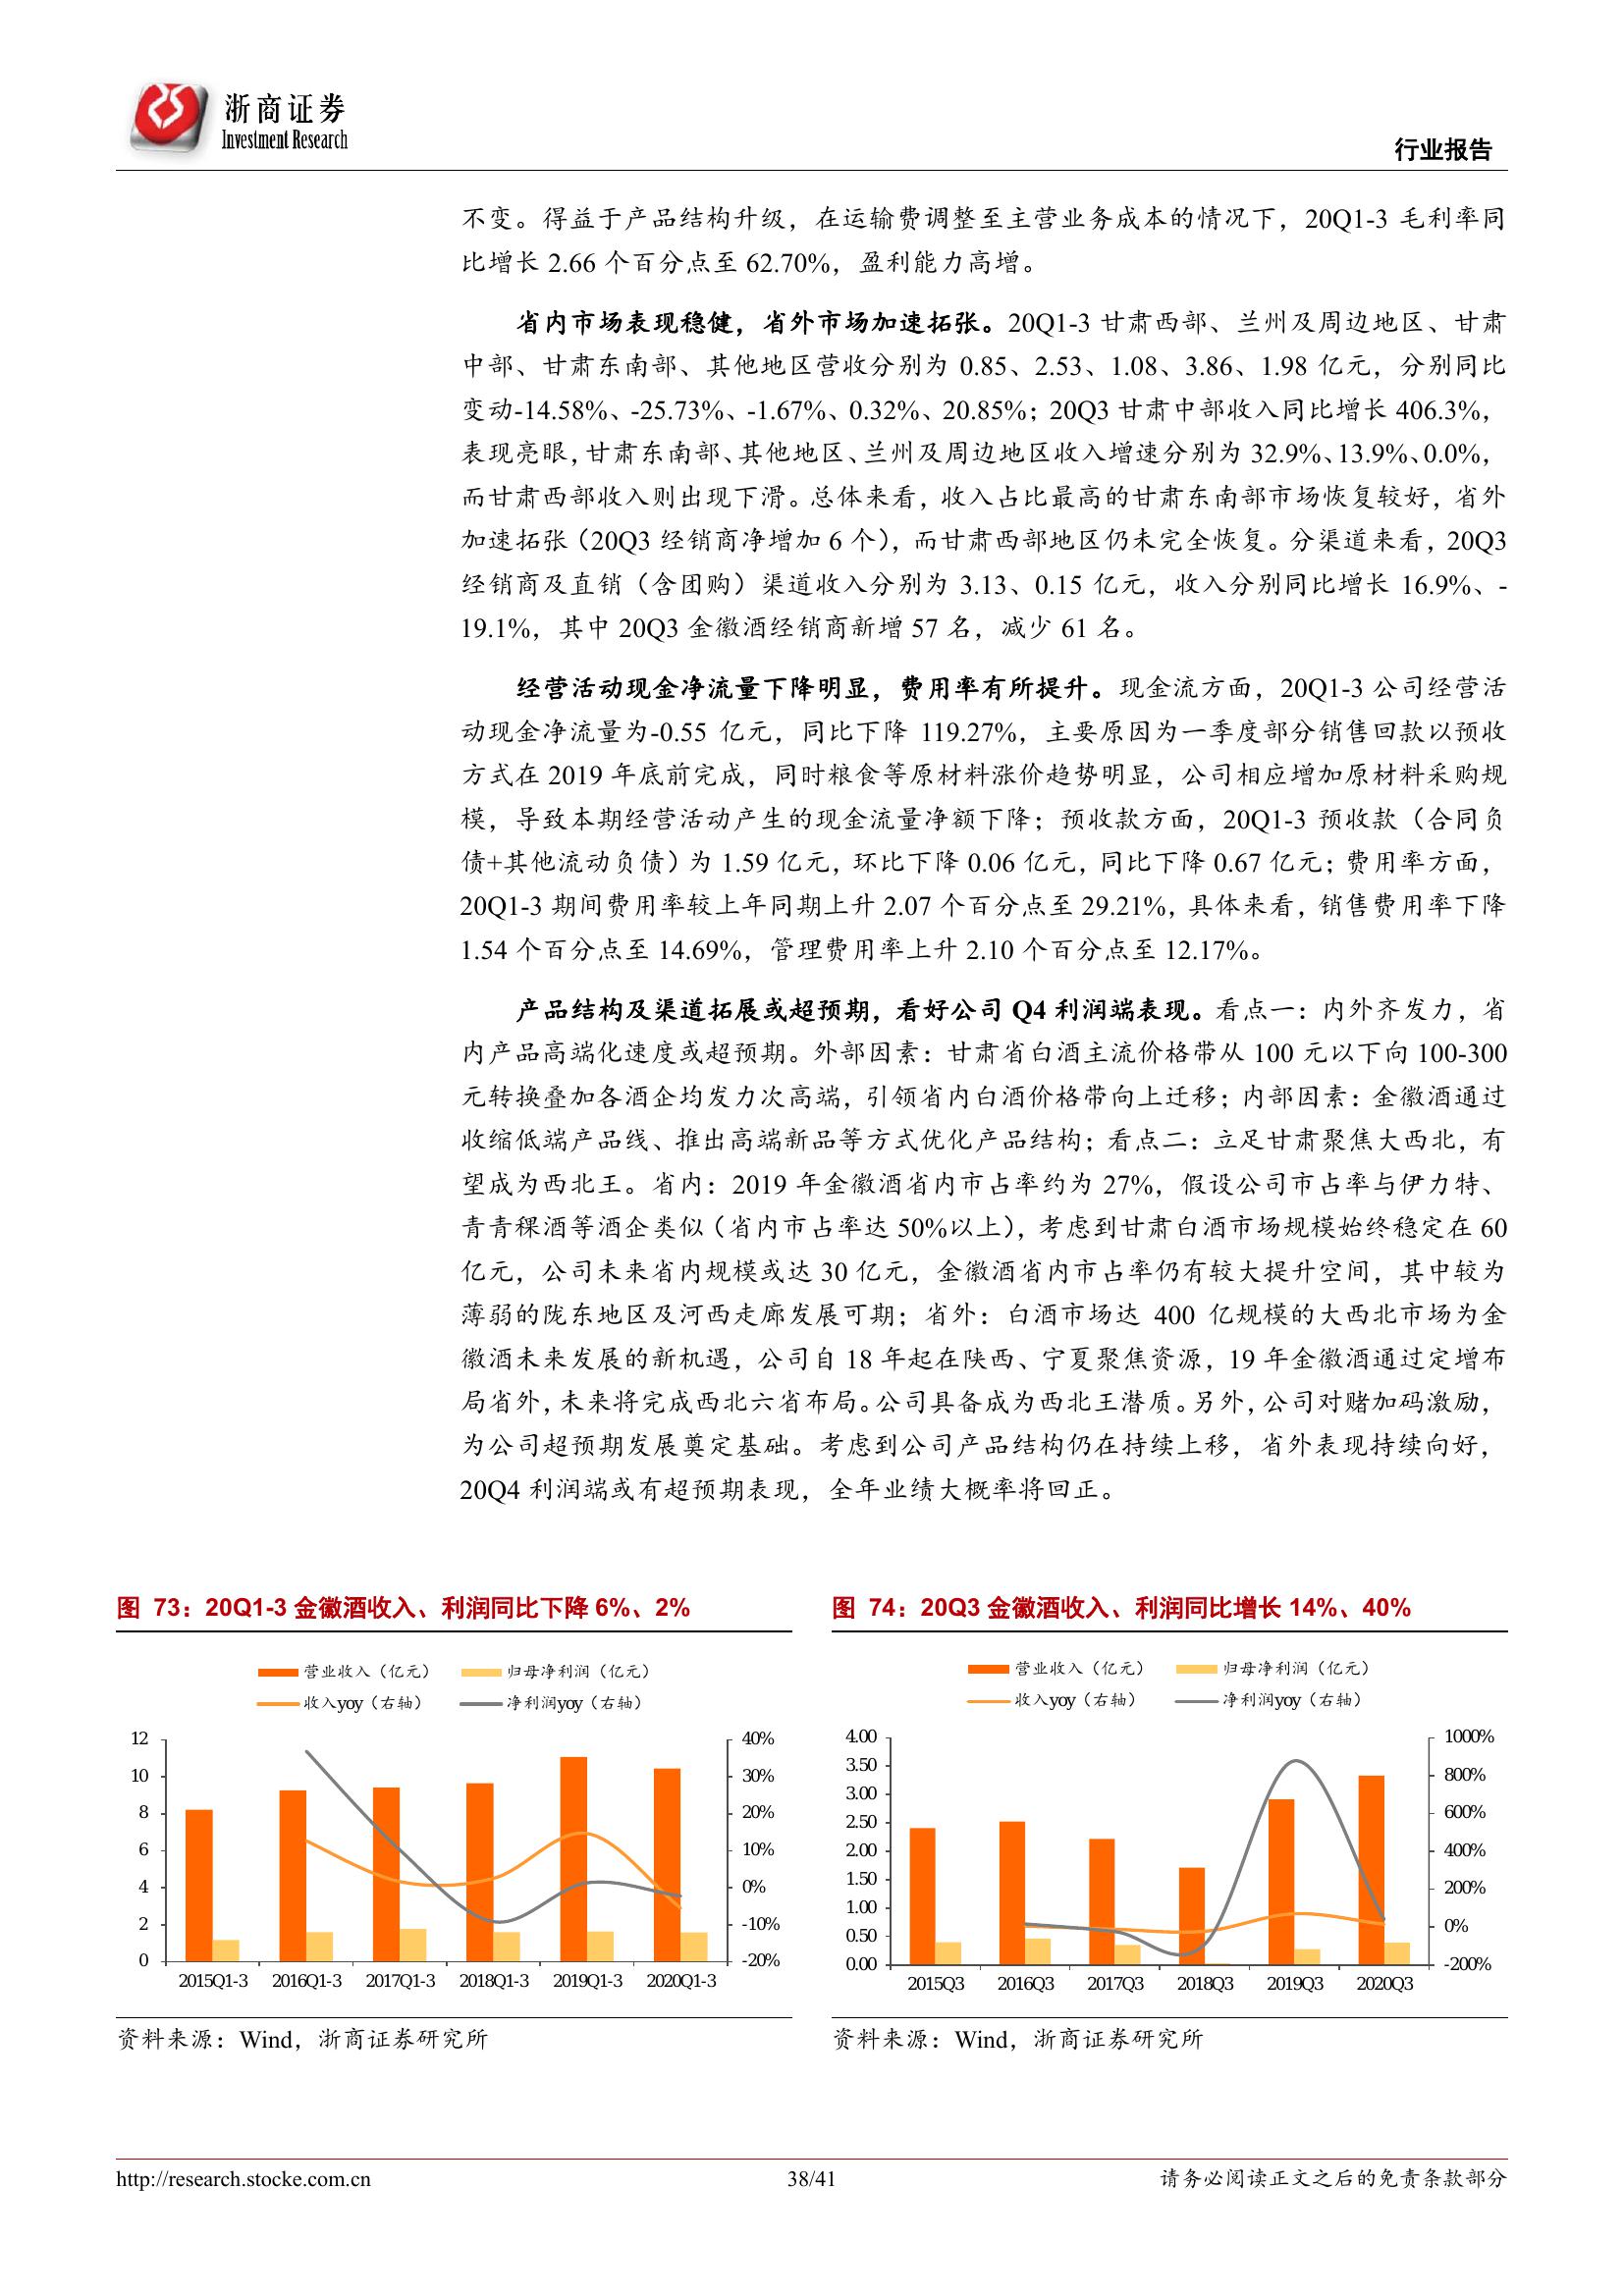 浙商证券
Investment Research
行业报告
不变。得益于产品结构升级，在运输费调整至主营业务成本的情况下，20Q1-3 毛利率同
比增长 2.66 个百分点至 62.70%，盈利能力高增。
省内市场表现稳健，省外市场加速拓张。20Q1-3 甘肃西部、兰州及周边地区、甘肃
中部、甘肃东南部、其他地区营收分别为 0.85、2.53、1.08、3.86、1.98 亿元，分别同比
变动-14.58%、-25.73%、-1.67%、0.32%、20.85%；20Q3 甘肃中部收入同比增长 406.3%，
表现亮眼，甘肃东南部、其他地区、兰州及周边地区收入增速分别为 32.9%、13.9%、0.0%，
而甘肃西部收入则出现下滑。总体来看，收入占比最高的甘肃东南部市场恢复较好，省外
加速拓张（20Q3 经销商净增加 6 个），而甘肃西部地区仍未完全恢复。分渠道来看，20Q3
经销商及直销（含团购）渠道收入分别为 3.13、0.15 亿元，收入分别同比增长 16.9%、-
19.1%，其中 20Q3 金徽酒经销商新增 57 名，减少 61 名。
经营活动现金净流量下降明显，费用率有所提升。现金流方面，20Q1-3 公司经营活
动现金净流量为-0.55 亿元，同比下降 119.27%，主要原因为一季度部分销售回款以预收
方式在 2019 年底前完成，同时粮食等原材料涨价趋势明显，公司相应增加原材料采购规
模，导致本期经营活动产生的现金流量净额下降；预收款方面，20Q1-3 预收款（合同负
债+其他流动负债）为 1.59 亿元，环比下降 0.06 亿元，同比下降 0.67 亿元；费用率方面，
20Q1-3 期间费用率较上年同期上升 2.07 个百分点至 29.21%，具体来看，销售费用率下降
1.54 个百分点至 14.69%，管理费用率上升 2.10 个百分点至 12.17%。
产品结构及渠道拓展或超预期，看好公司 Q4 利润端表现。看点一：内外齐发力，省
内产品高端化速度或超预期。外部因素：甘肃省白酒主流价格带从 100 元以下向 100-300
元转换叠加各酒企均发力次高端，引领省内白酒价格带向上迁移；内部因素：金徽酒通过
收缩低端产品线、推出高端新品等方式优化产品结构；看点二：立足甘肃聚焦大西北，有
望成为西北王。省内：2019 年金徽酒省内市占率约为 27%，假设公司市占率与伊力特、
青青稞酒等酒企类似（省内市占率达 50%以上），考虑到甘肃白酒市场规模始终稳定在 60
亿元，公司未来省内规模或达 30 亿元，金徽酒省内市占率仍有较大提升空间，其中较为
薄弱的陇东地区及河西走廊发展可期；省外：白酒市场达 400 亿规模的大西北市场为金
徽酒未来发展的新机遇，公司自 18 年起在陕西、宁夏聚焦资源，19 年金徽酒通过定增布
局省外，未来将完成西北六省布局。公司具备成为西北王潜质。另外，公司对赌加码激励，
为公司超预期发展奠定基础。考虑到公司产品结构仍在持续上移，省外表现持续向好，
20Q4 利润端或有超预期表现，全年业绩大概率将回正。
图 73：20Q1-3 金徽酒收入、利润同比下降 6%、2%
营业收入（亿元） 归母净利润（亿元）
收入yoy（右轴） 净利润yoy（右轴）
12 40%
10 30%
8 20%
6 10%
4 0%
2 -10%
0 -20%
2015Q1-3 2016Q1-3 2017Q1-3 2018Q1-3 2019Q1-3 2020Q1-3
资料来源：Wind，浙商证券研究所
图 74：20Q3 金徽酒收入、利润同比增长 14%、40%
营业收入（亿元） 归母净利润（亿元）
收入yoy（右轴） 净利润yoy（右轴）
4.00 1000%
3.50 800%
3.00 600%
2.50 400%
2.00 200%
1.50 0%
1.00 -200%
0.50
0.00
2015Q3 2016Q3 2017Q3 2018Q3 2019Q3 2020Q3
资料来源：Wind，浙商证券研究所
http://research.stocke.com.cn 38/41 请务必阅读正文之后的免责条款部分